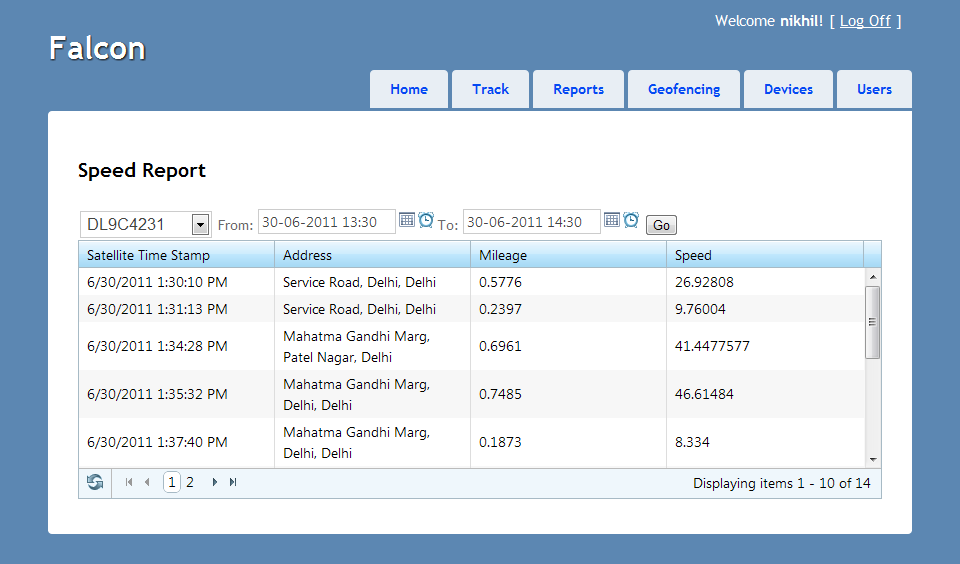 Welcome nikhil! [ Log Off ]
Falcon
Home Track Reports Geofencing Devices Users
Speed Report
DL9C4231 From: 30-06-2011 13:30 To: 30-06-2011 14:30 Go
Satellite Time Stamp Address Mileage Speed
6/30/2011 1:30:10 PM Service Road, Delhi, Delhi 0.5776 26.92808
6/30/2011 1:31:13 PM Service Road, Delhi, Delhi 0.2397 9.76004
6/30/2011 1:34:28 PM Mahatma Gandhi Marg, 0.6961 41.4477577
Patel Nagar, Delhi
6/30/2011 1:35:32 PM Mahatma Gandhi Marg, 0.7485 46.61484
Delhi, Delhi
6/30/2011 1:37:40 PM Mahatma Gandhi Marg, 0.1873 8.334
Delhi, Delhi
1 2 Displaying items 1 - 10 of 14